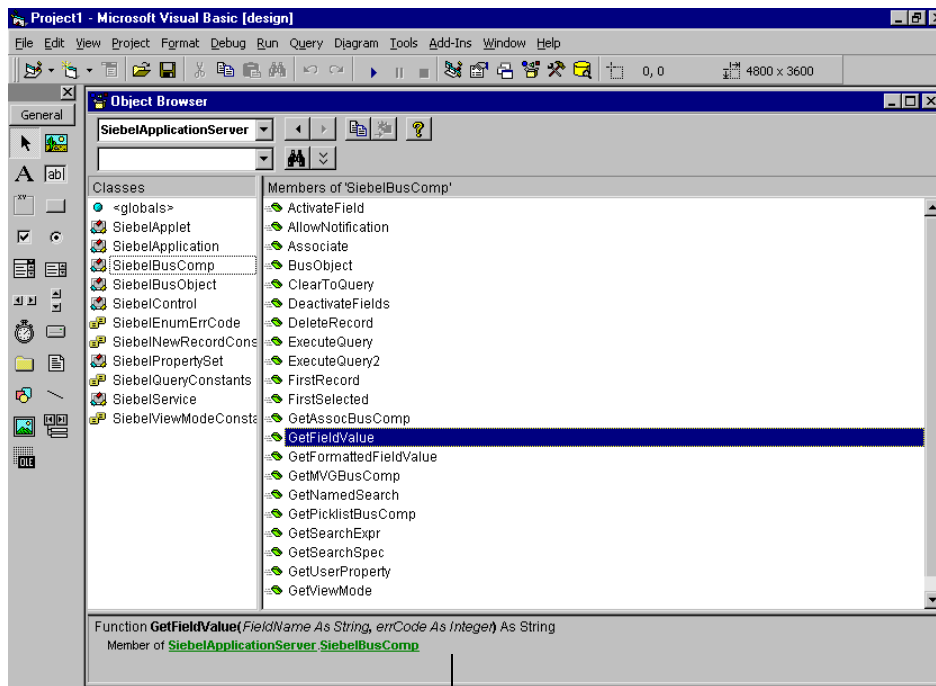 Project1 - Microsoft Visual Basic [design]
File Edit View Project Format Debug Run Query Diagram Tools Add-Ins Window Help
0, 0 4800 x 3600
General
Object Browser
SiebelApplicationServer
A ab|
xv
Classes
Members of 'SiebelBusComp'
<globals>
SiebelApplet
SiebelApplication
SiebelBusComp
SiebelBusObject
SiebelControl
SiebelEnumErrCode
SiebelNewRecordCons
SiebelPropertySet
SiebelQueryConstants
SiebelService
SiebelViewModeConsta
ActivateField
AllowNotification
Associate
BusObject
ClearToQuery
DeactivateFields
DeleteRecord
ExecuteQuery
ExecuteQuery2
FirstRecord
FirstSelected
GetAssocBusComp
GetFieldValue
GetFormattedFieldValue
GetMVGBusComp
GetNamedSearch
GetPicklistBusComp
GetSearchExpr
GetSearchSpec
GetUserProperty
GetViewMode
OLE
Function GetFieldValue(FieldName As String, errCode As Integer) As String
Member of SiebelApplicationServer.SiebelBusComp